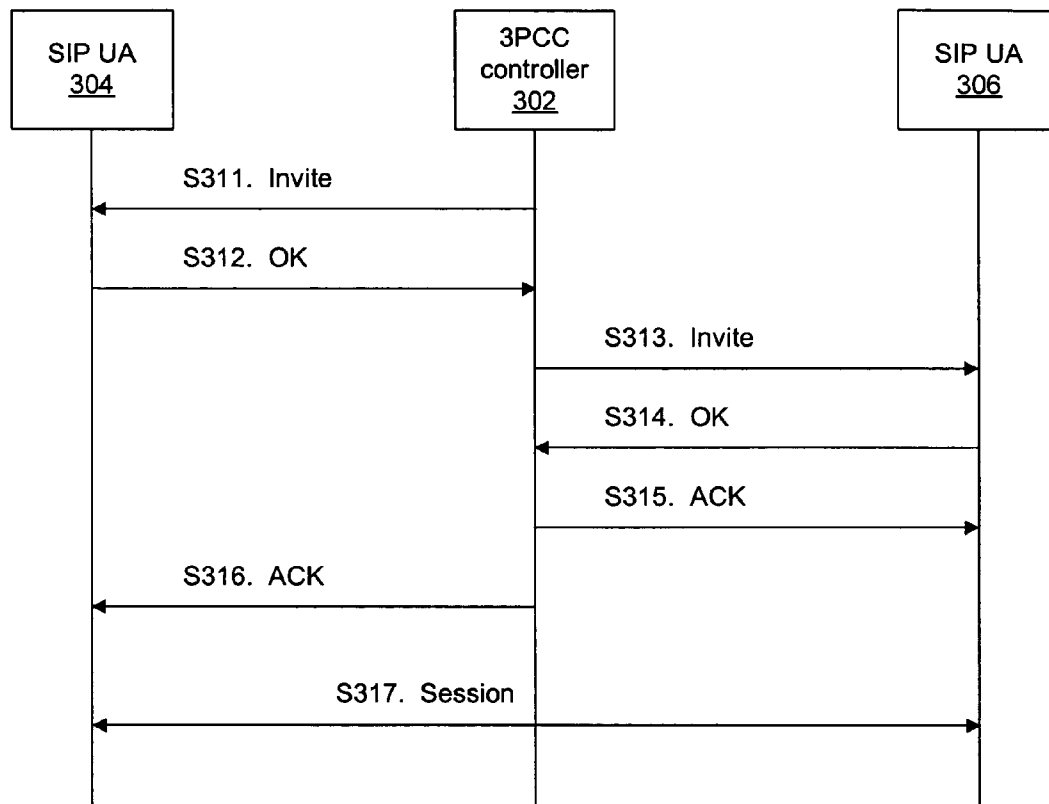 SIP UA
304
3PCC
controller
302
SIP UA
306
S311. Invite
S312. OK
S313. Invite
S314. OK
S315. ACK
S316. ACK
S317. Session